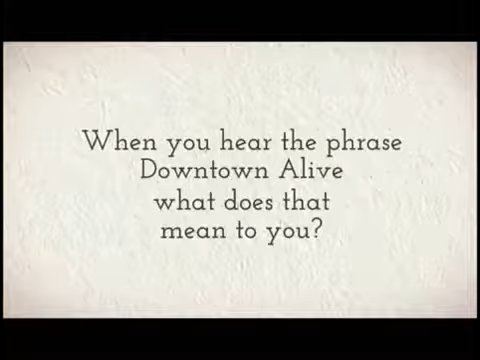 When you hear the phrase
Downtown Alive
what does that
mean to you?